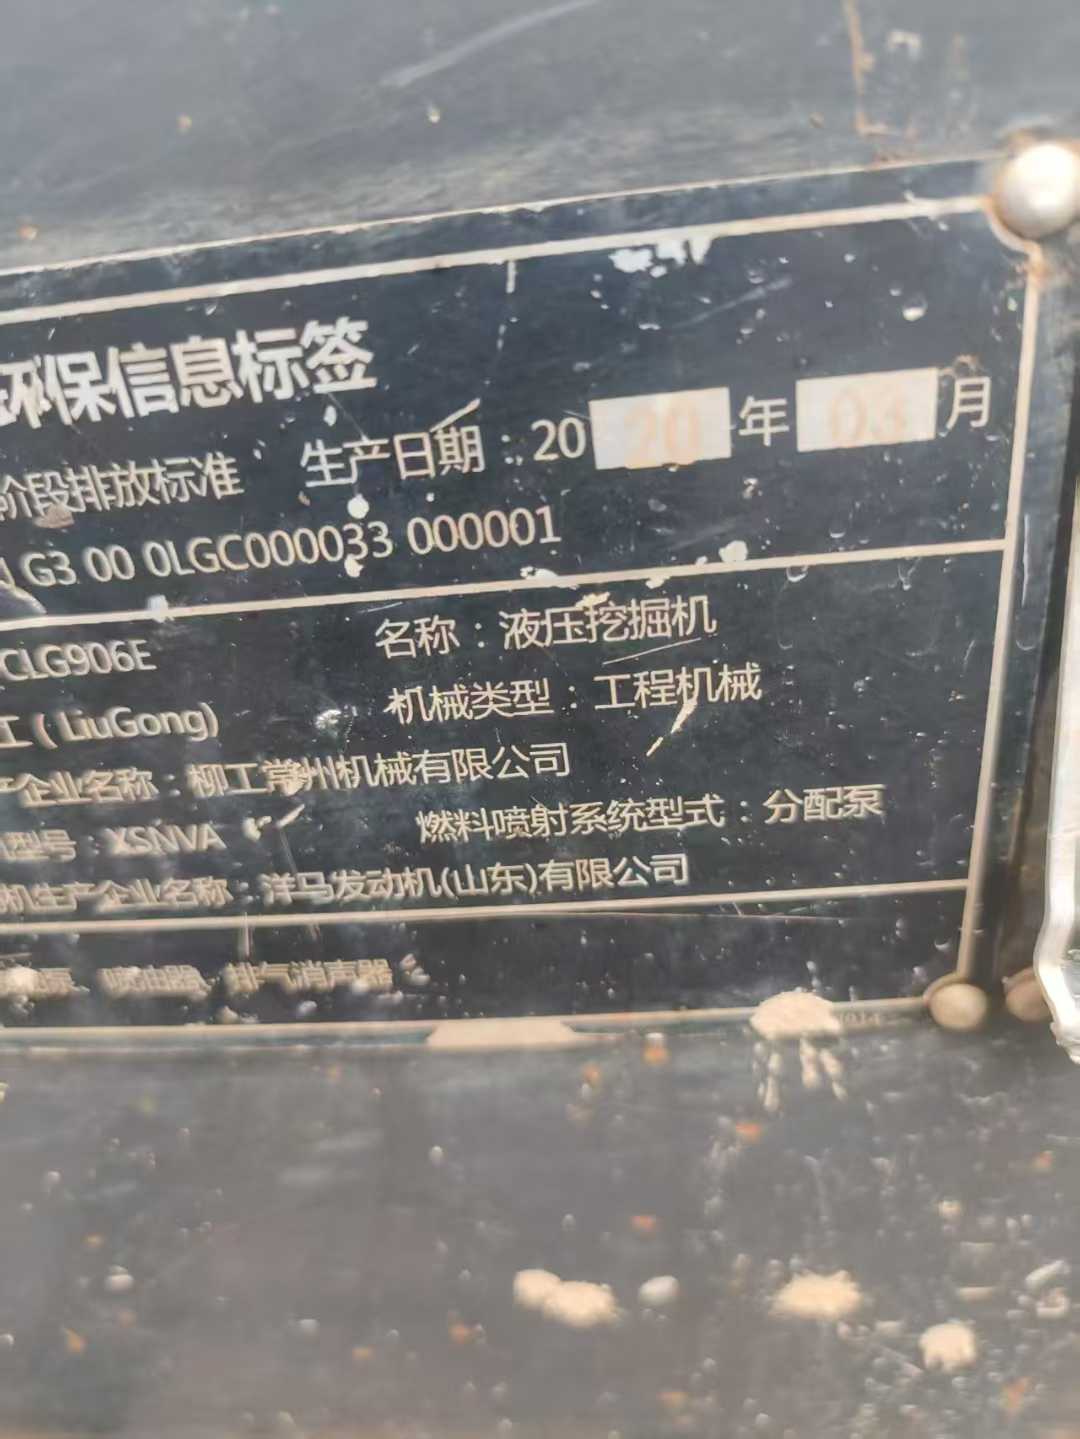 环保信息标签
阶段排放标准 生产日期：2020年03月
G3 00 0LGC000033 000001
CLG906E 名称：液压挖掘机
工(LiuGong) 机械类型：工程机械
企业名称：柳工常州机械有限公司
型号：XSNVA 燃料喷射系统型式：分配泵
机生产企业名称：洋马发动机(山东)有限公司
泵、喷油器、排气消声器